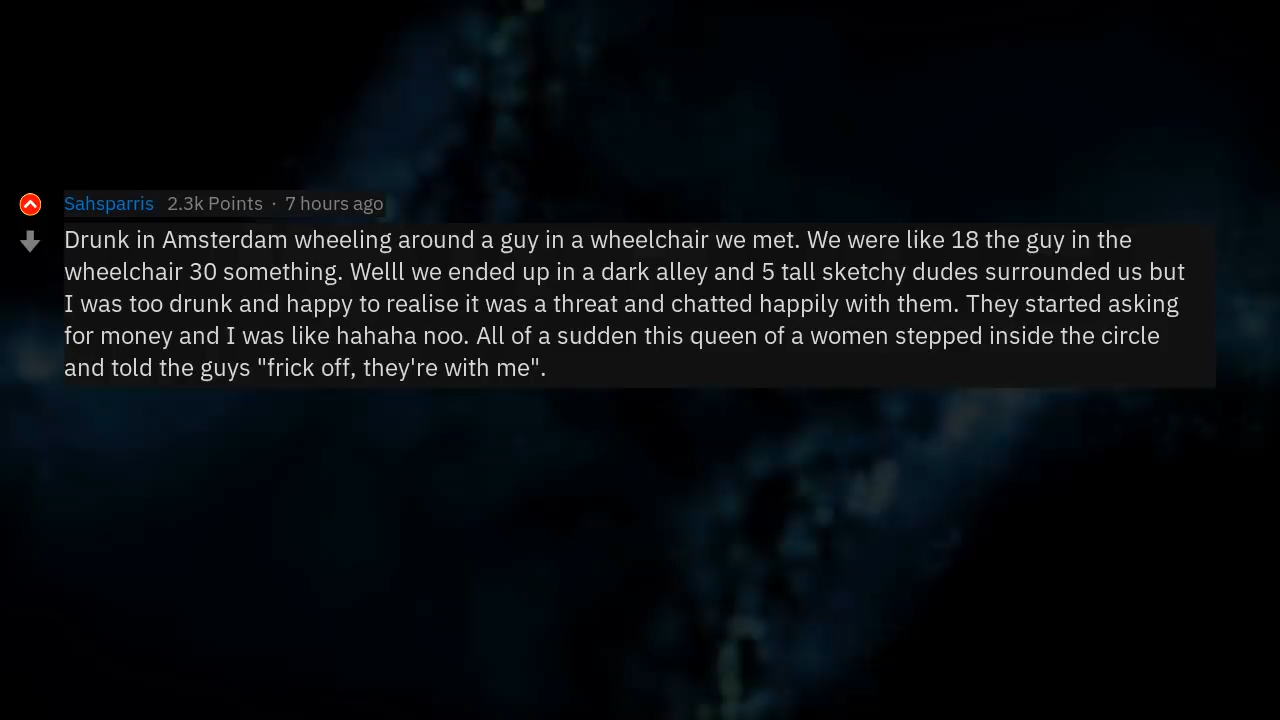 Sahsparris 2.3k Points · 7 hours ago
Drunk in Amsterdam wheeling around a guy in a wheelchair we met. We were like 18 the guy in the
wheelchair 30 something. Welll we ended up in a dark alley and 5 tall sketchy dudes surrounded us but
I was too drunk and happy to realise it was a threat and chatted happily with them. They started asking
for money and I was like hahaha noo. All of a sudden this queen of a women stepped inside the circle
and told the guys "frick off, they're with me".